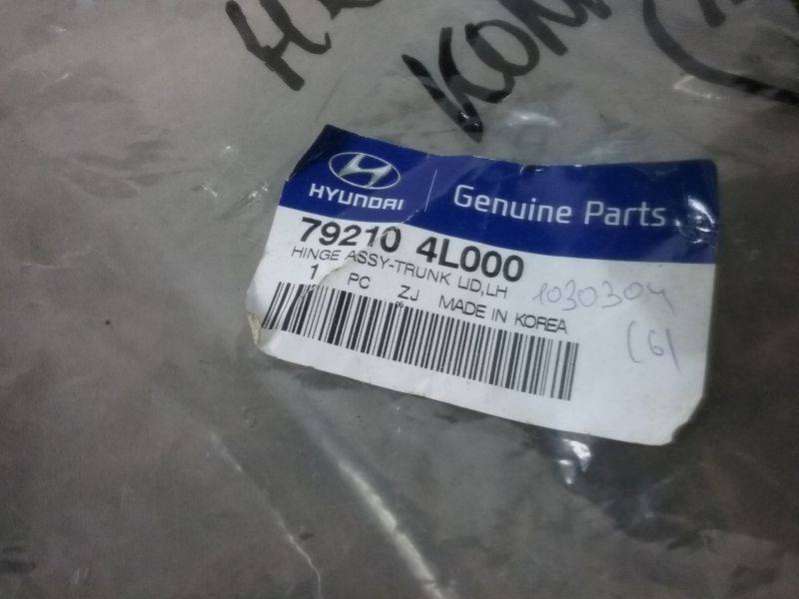 HYUNDAI
Genuine Parts
79210 4L000
HINGE ASSY-TRUNK LID,LH
1 PC ZJ MADE IN KOREA
1030304
(6)